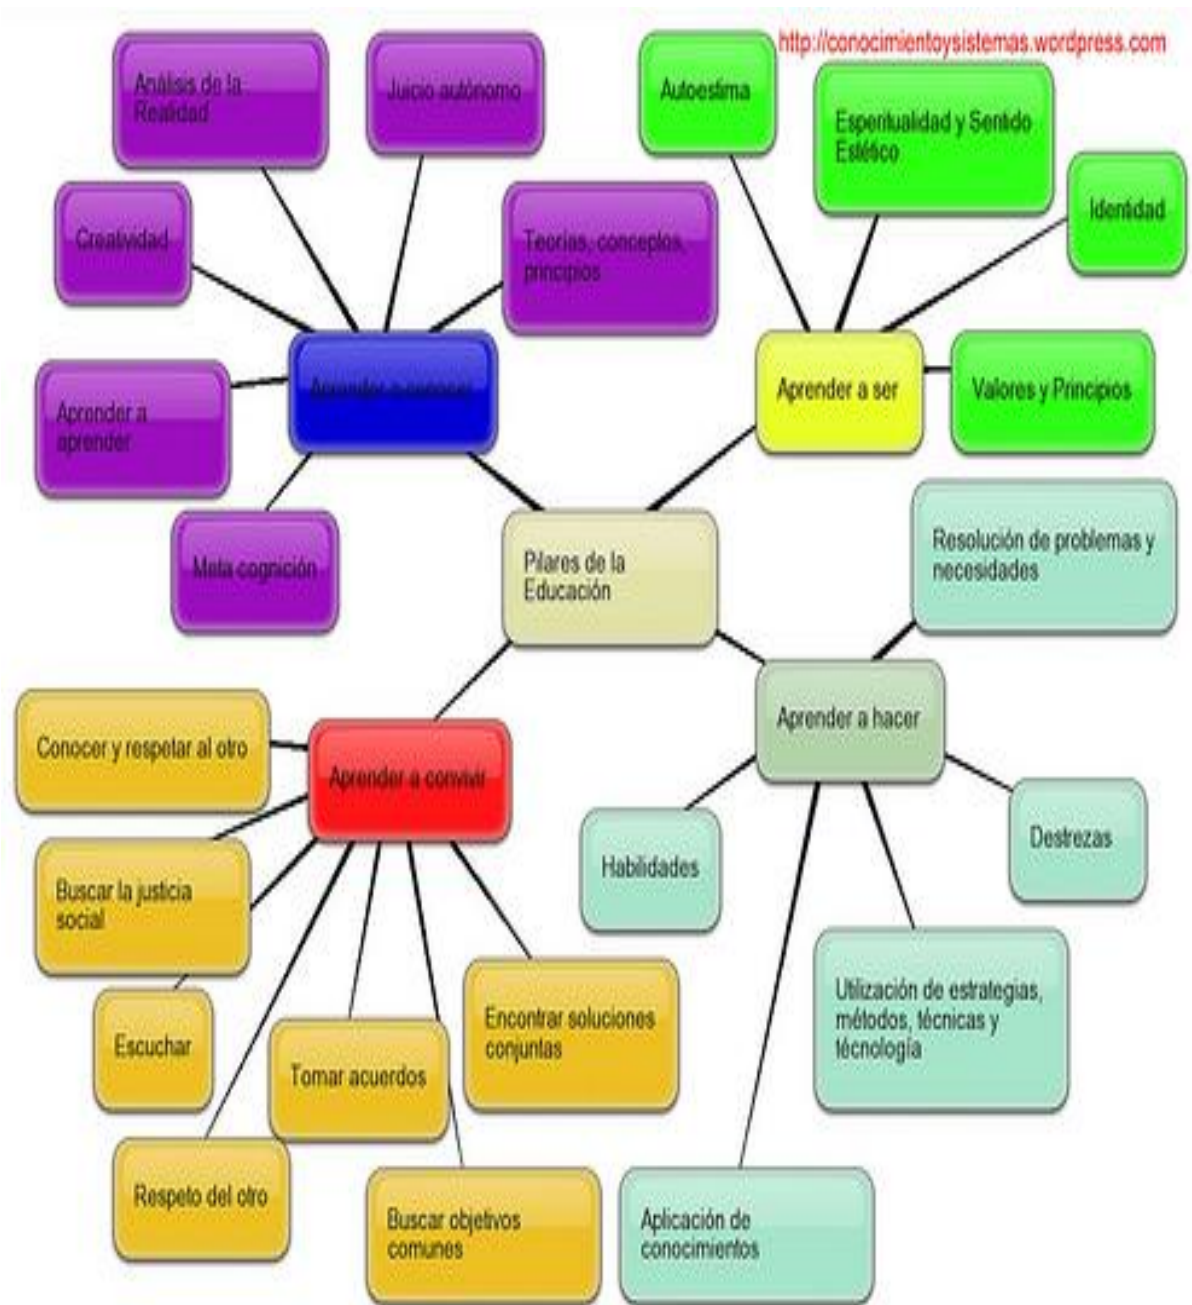 http://conocimientoysistemas.wordpress.com
Análisis de la
Realidad
Juicio autónomo
Autoestima
Esperitualidad y Sentido
Estético
Identidad
Creatividad
Teorías, conceptos,
principios
Aprender a conocer
Aprender a ser
Valores y Principios
Aprender a
aprender
Meta cognición
Pilares de la
Educación
Resolución de problemas y
necesidades
Aprender a hacer
Conocer y respetar al otro
Aprender a convivir
Habilidades
Destrezas
Buscar la justicia
social
Escuchar
Tomar acuerdos
Encontrar soluciones
conjuntas
Utilización de estrategias,
métodos, técnicas y
técnología
Respeto del otro
Buscar objetivos
comunes
Aplicación de
conocimientos